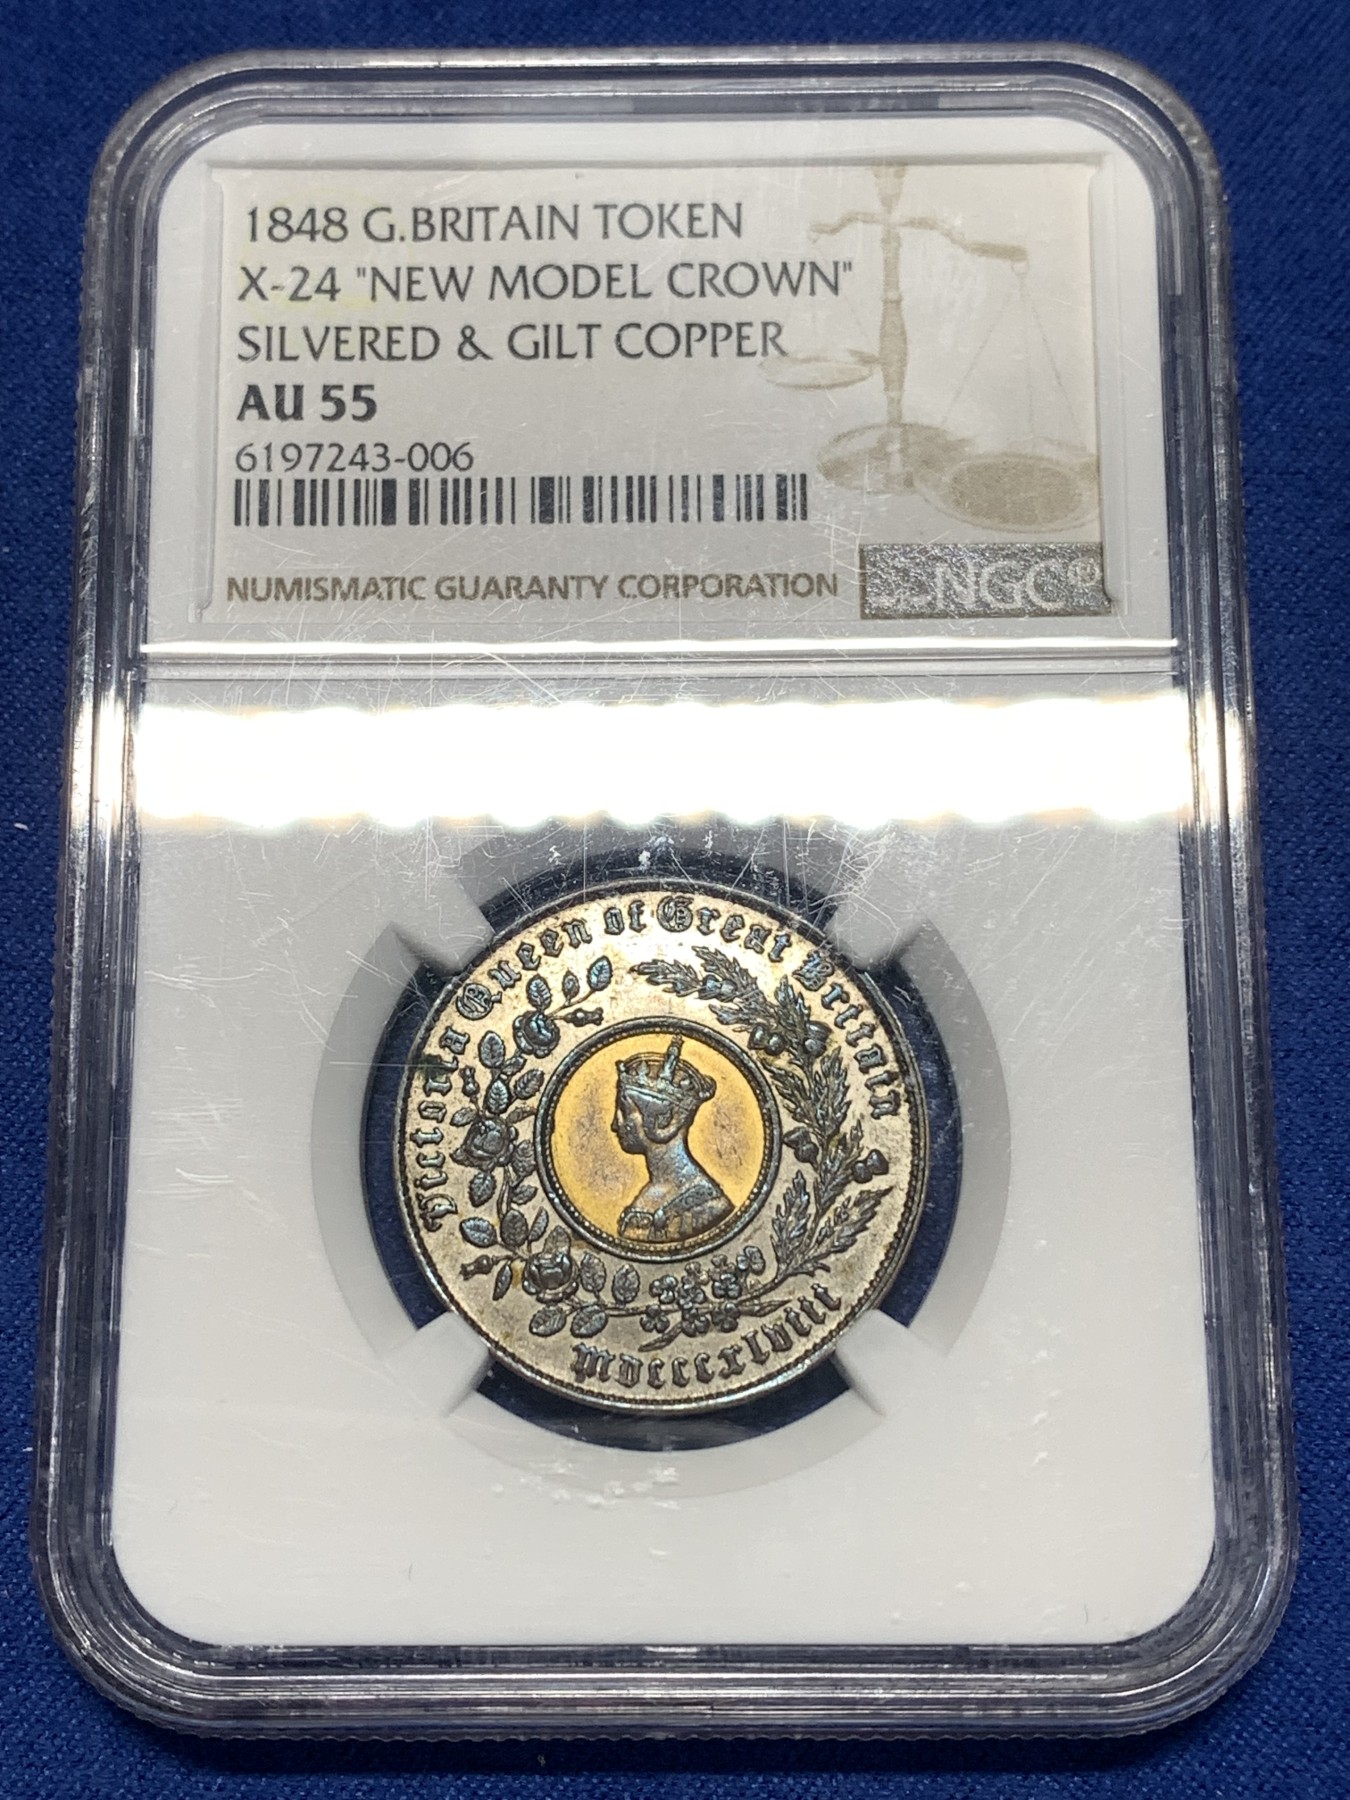 1848 G.BRITAIN TOKEN
X-24 "NEW MODEL CROWN"
SILVERED & GILT COPPER
AU 55
6197243-006
NUMISMATIC GUARANTY CORPORATION
NGC®
Victoria Queen of Great Britain
Mdcccxlviii